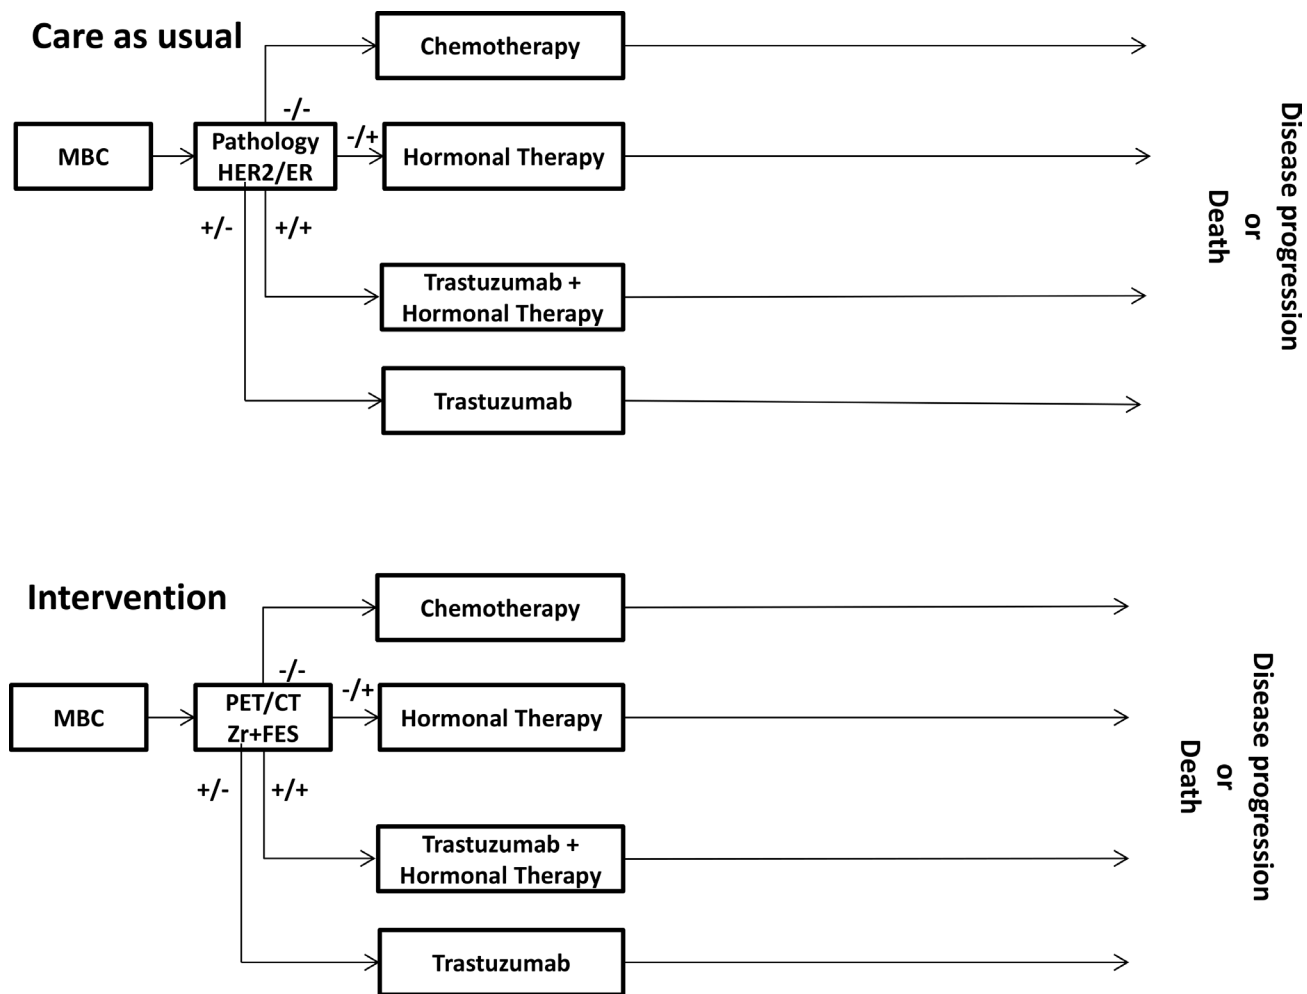 Care as usual
Chemotherapy
-/-
MBC
Pathology
HER2/ER
-/+
Hormonal Therapy
+/-
+/+
Trastuzumab +
Hormonal Therapy
Trastuzumab
Disease progression
or
Death
Intervention
Chemotherapy
-/-
MBC
PET/CT
Zr+FES
-/+
Hormonal Therapy
+/-
+/+
Trastuzumab +
Hormonal Therapy
Trastuzumab
Disease progression
or
Death